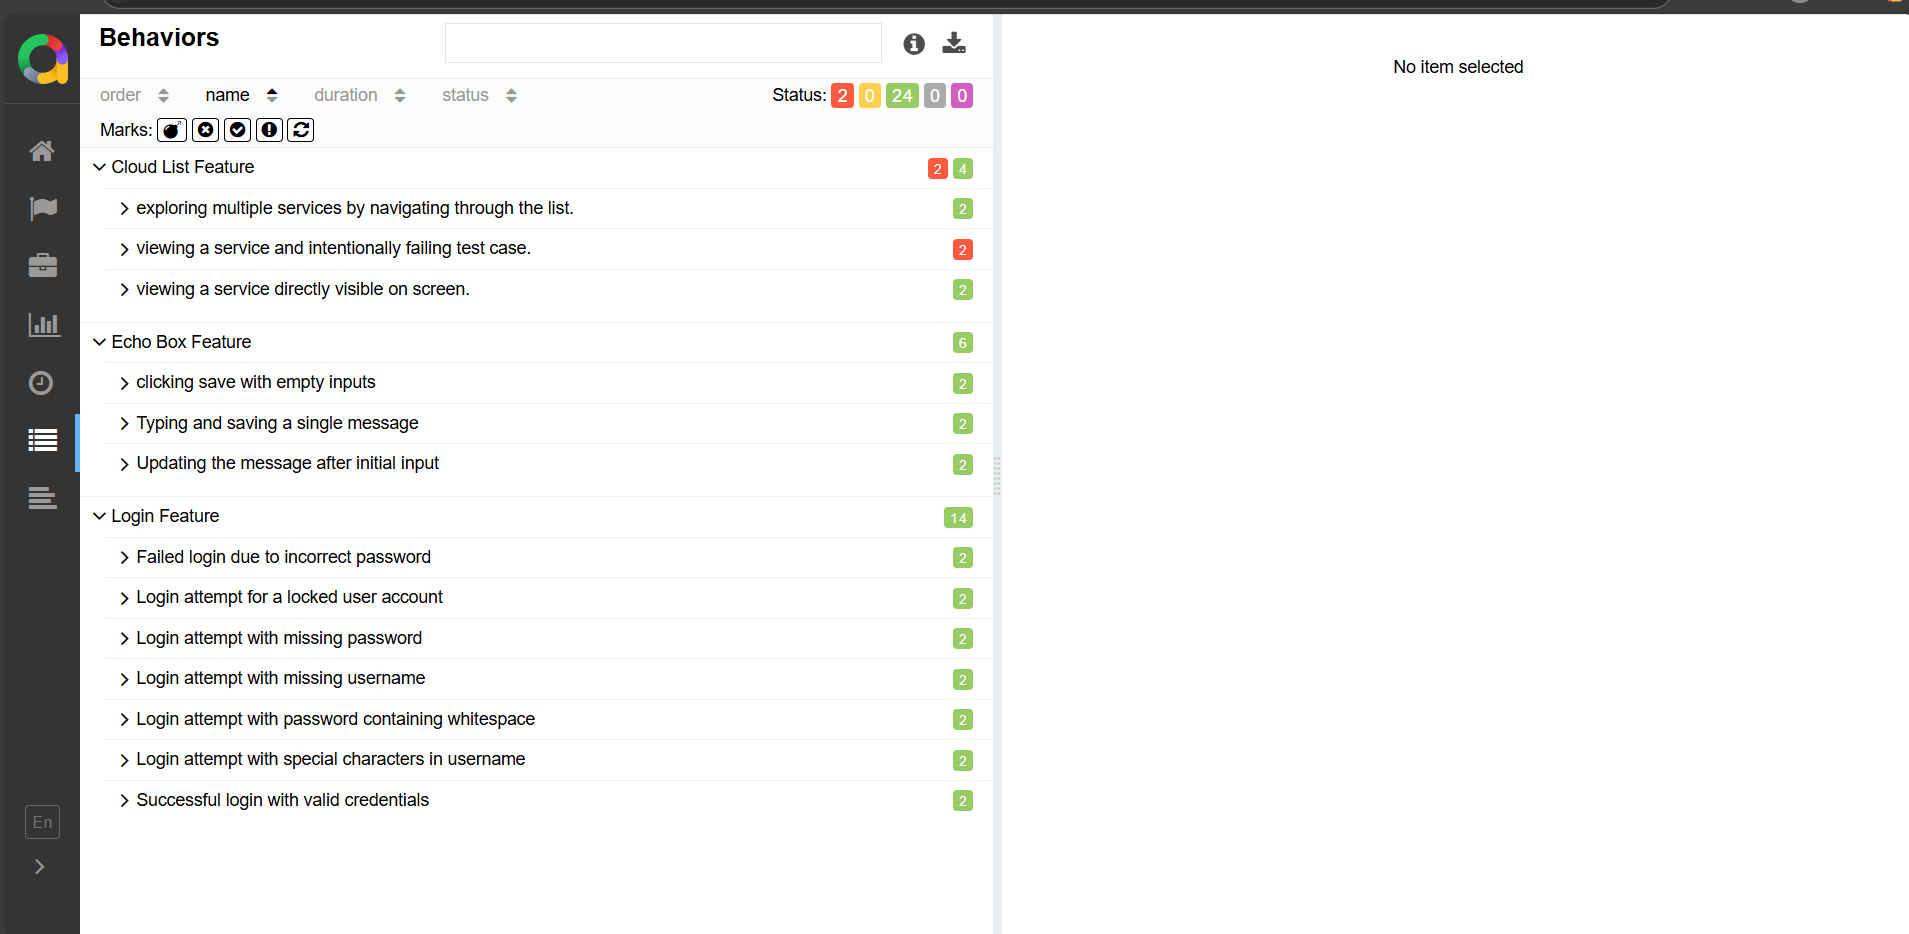 Behaviors
order name duration status Status: 2 0 24 0 0
Marks:
Cloud List Feature 2 4
exploring multiple services by navigating through the list. 2
viewing a service and intentionally failing test case. 2
viewing a service directly visible on screen. 2
Echo Box Feature 6
clicking save with empty inputs 2
Typing and saving a single message 2
Updating the message after initial input 2
Login Feature 14
Failed login due to incorrect password 2
Login attempt for a locked user account 2
Login attempt with missing password 2
Login attempt with missing username 2
Login attempt with password containing whitespace 2
Login attempt with special characters in username 2
Successful login with valid credentials 2
En
No item selected